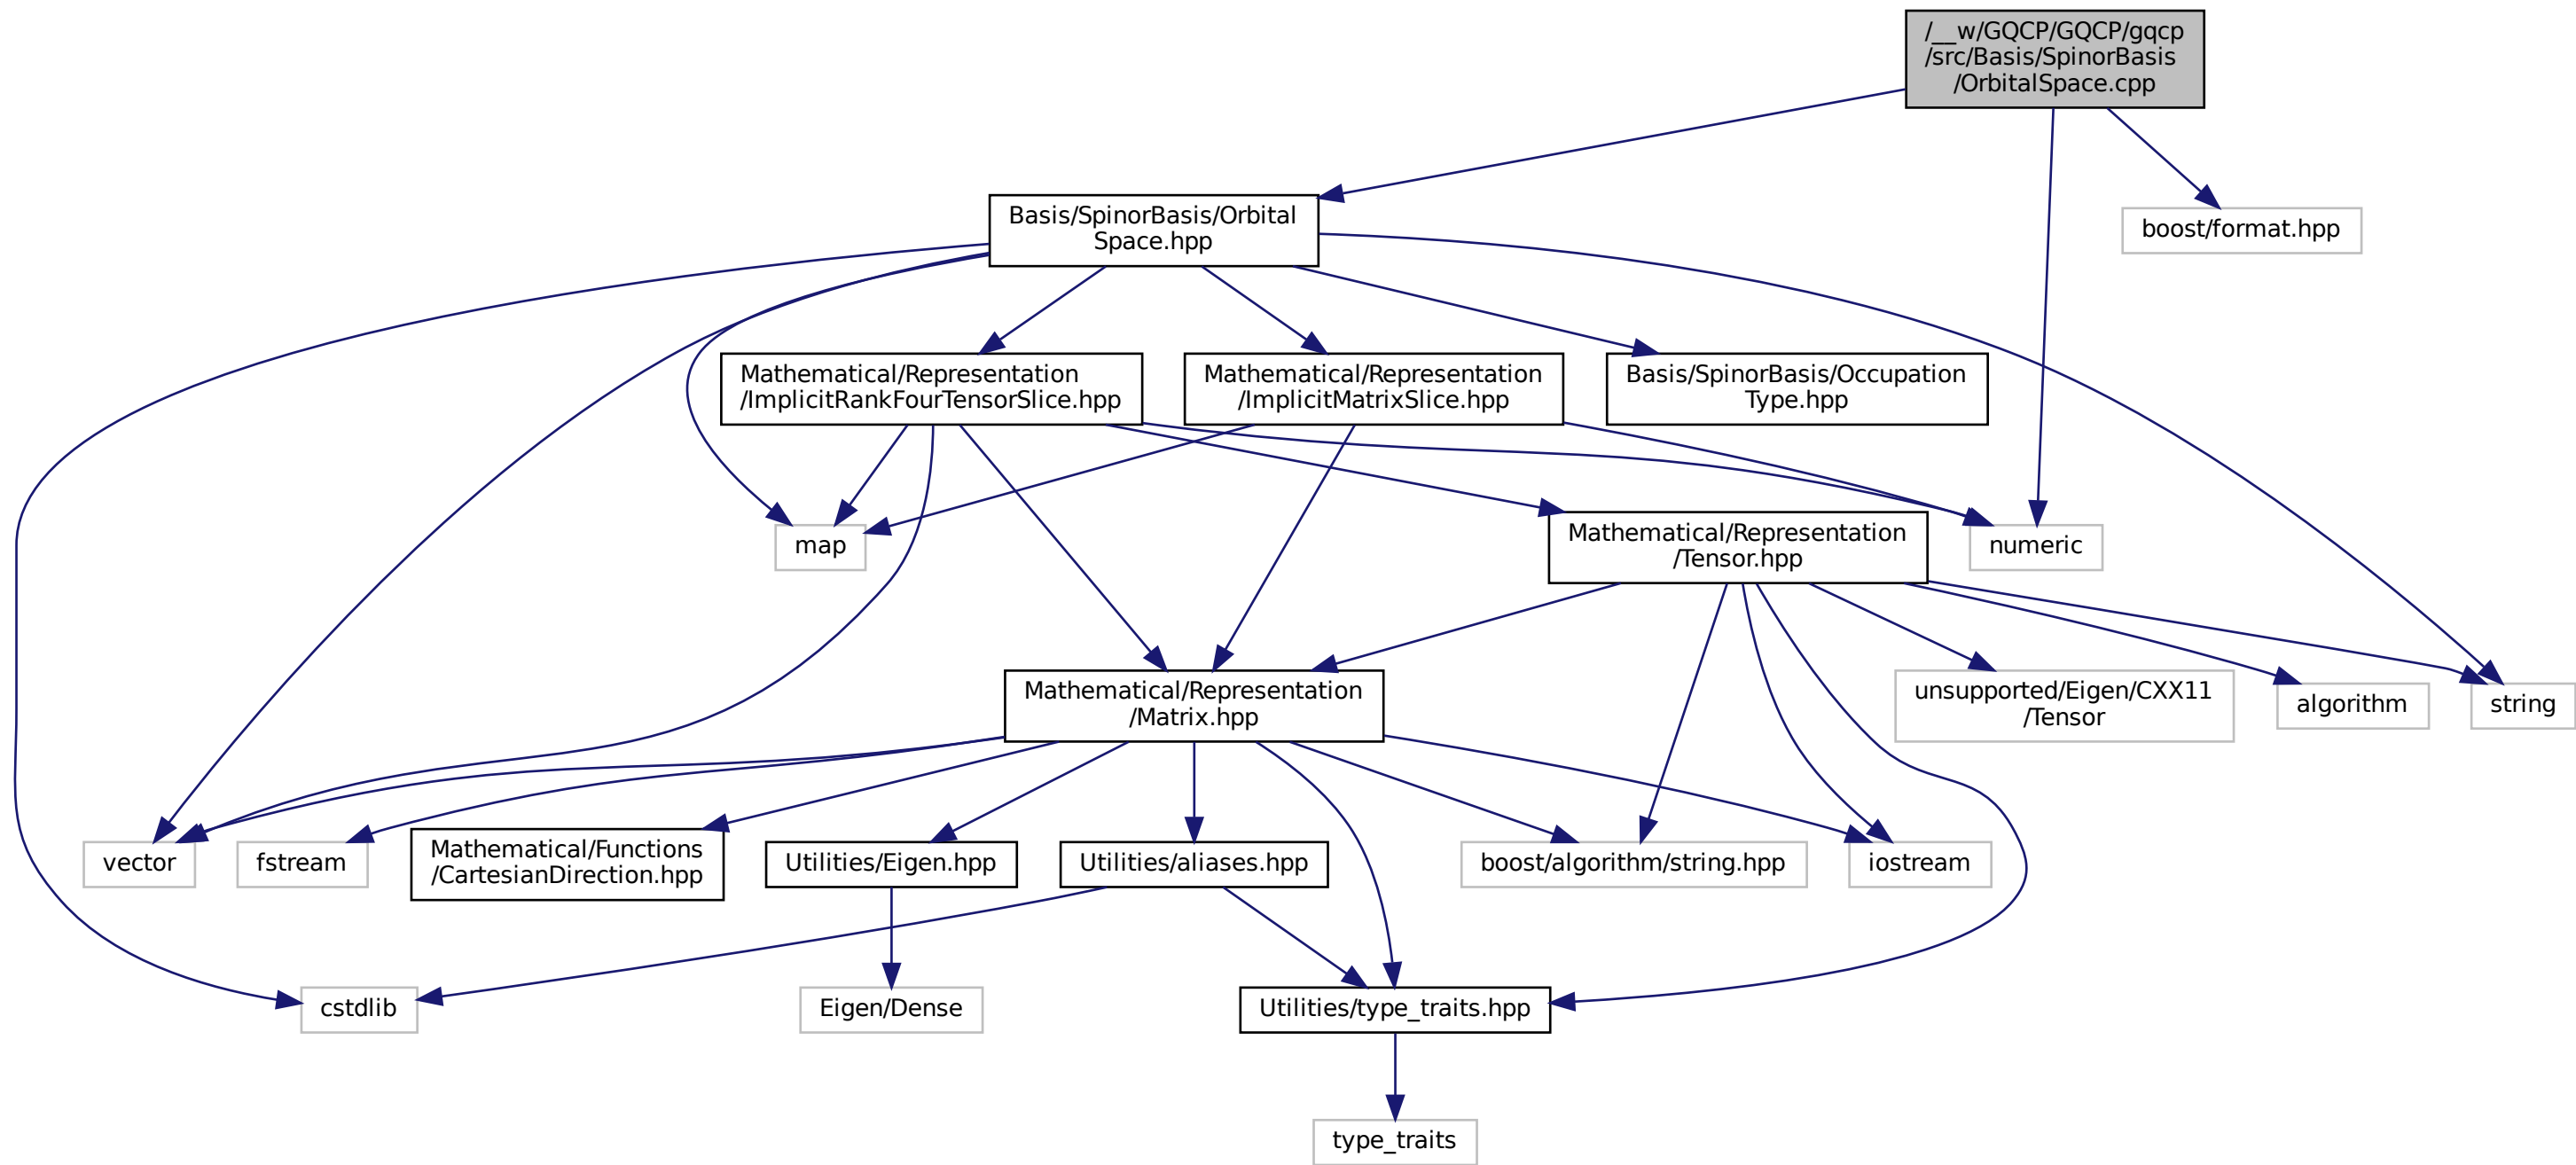 /__w/GQCP/GQCP/gqcp
/src/Basis/SpinorBasis
/OrbitalSpace.cpp
Basis/SpinorBasis/Orbital
Space.hpp
boost/format.hpp
Mathematical/Representation
/ImplicitRankFourTensorSlice.hpp
Mathematical/Representation
/ImplicitMatrixSlice.hpp
Basis/SpinorBasis/Occupation
Type.hpp
map
Mathematical/Representation
/Tensor.hpp
numeric
Mathematical/Representation
/Matrix.hpp
unsupported/Eigen/CXX11
/Tensor
algorithm
string
vector
fstream
Mathematical/Functions
/CartesianDirection.hpp
Utilities/Eigen.hpp
Utilities/aliases.hpp
boost/algorithm/string.hpp
iostream
cstdlib
Eigen/Dense
Utilities/type_traits.hpp
type_traits